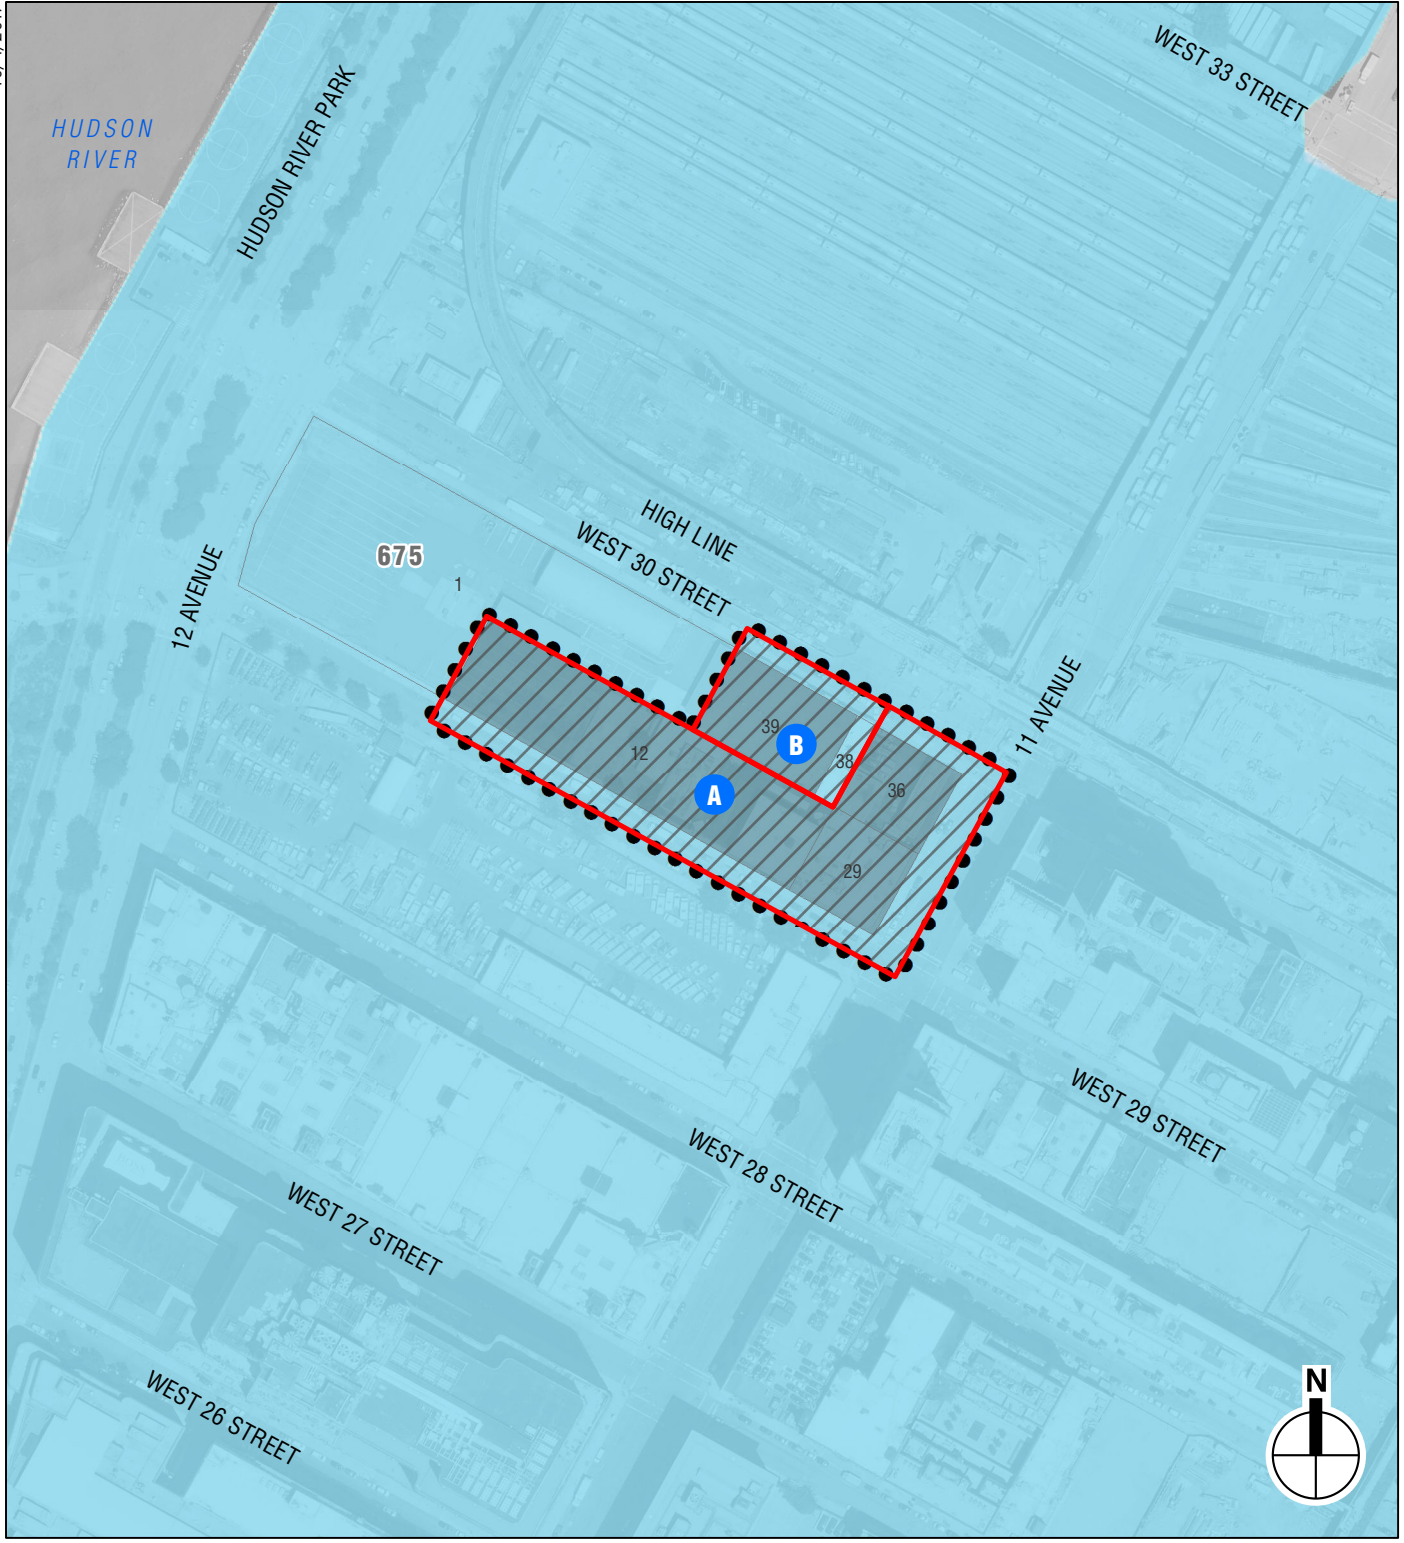 WEST 33 STREET
HUDSON
RIVER
HUDSON RIVER PARK
HIGH LINE
WEST 30 STREET
675
1
12 AVENUE
11 AVENUE
39
B
38
12
36
A
29
WEST 29 STREET
WEST 28 STREET
WEST 27 STREET
WEST 26 STREET
N